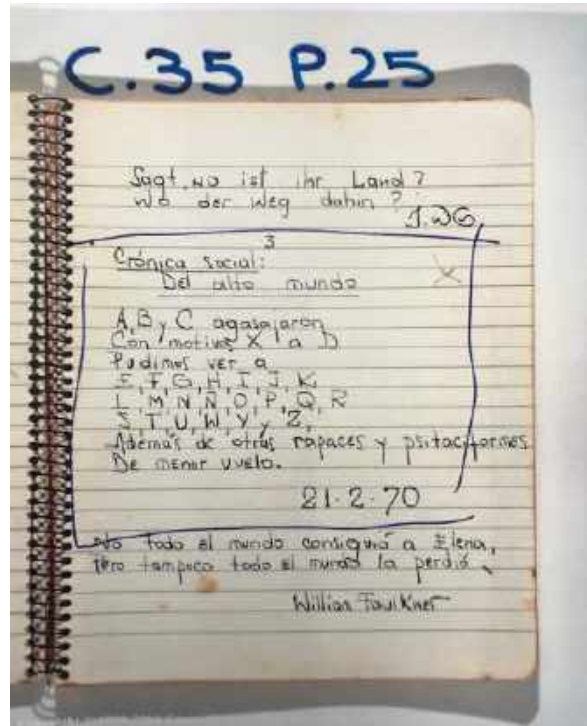 C.35 P.25
Sagt, wo ist ihr Land?
wo der Weg dahin?
J.WG.
3
Crónica social:
Del alto mundo
A, B y C agasajaron
Con motivo X a D
Pudimos ver a
E, F, G, H, I, J, K
L, M, N, Ñ, O, P, Q, R
S, T, U, W, Y y Z,
Además de otras rapaces y psitaciformes
De menor vuelo.
21.2.70
No todo el mundo consiguió a Elena,
Pero tampoco todo el mundo la perdió.
Willian Faulkner